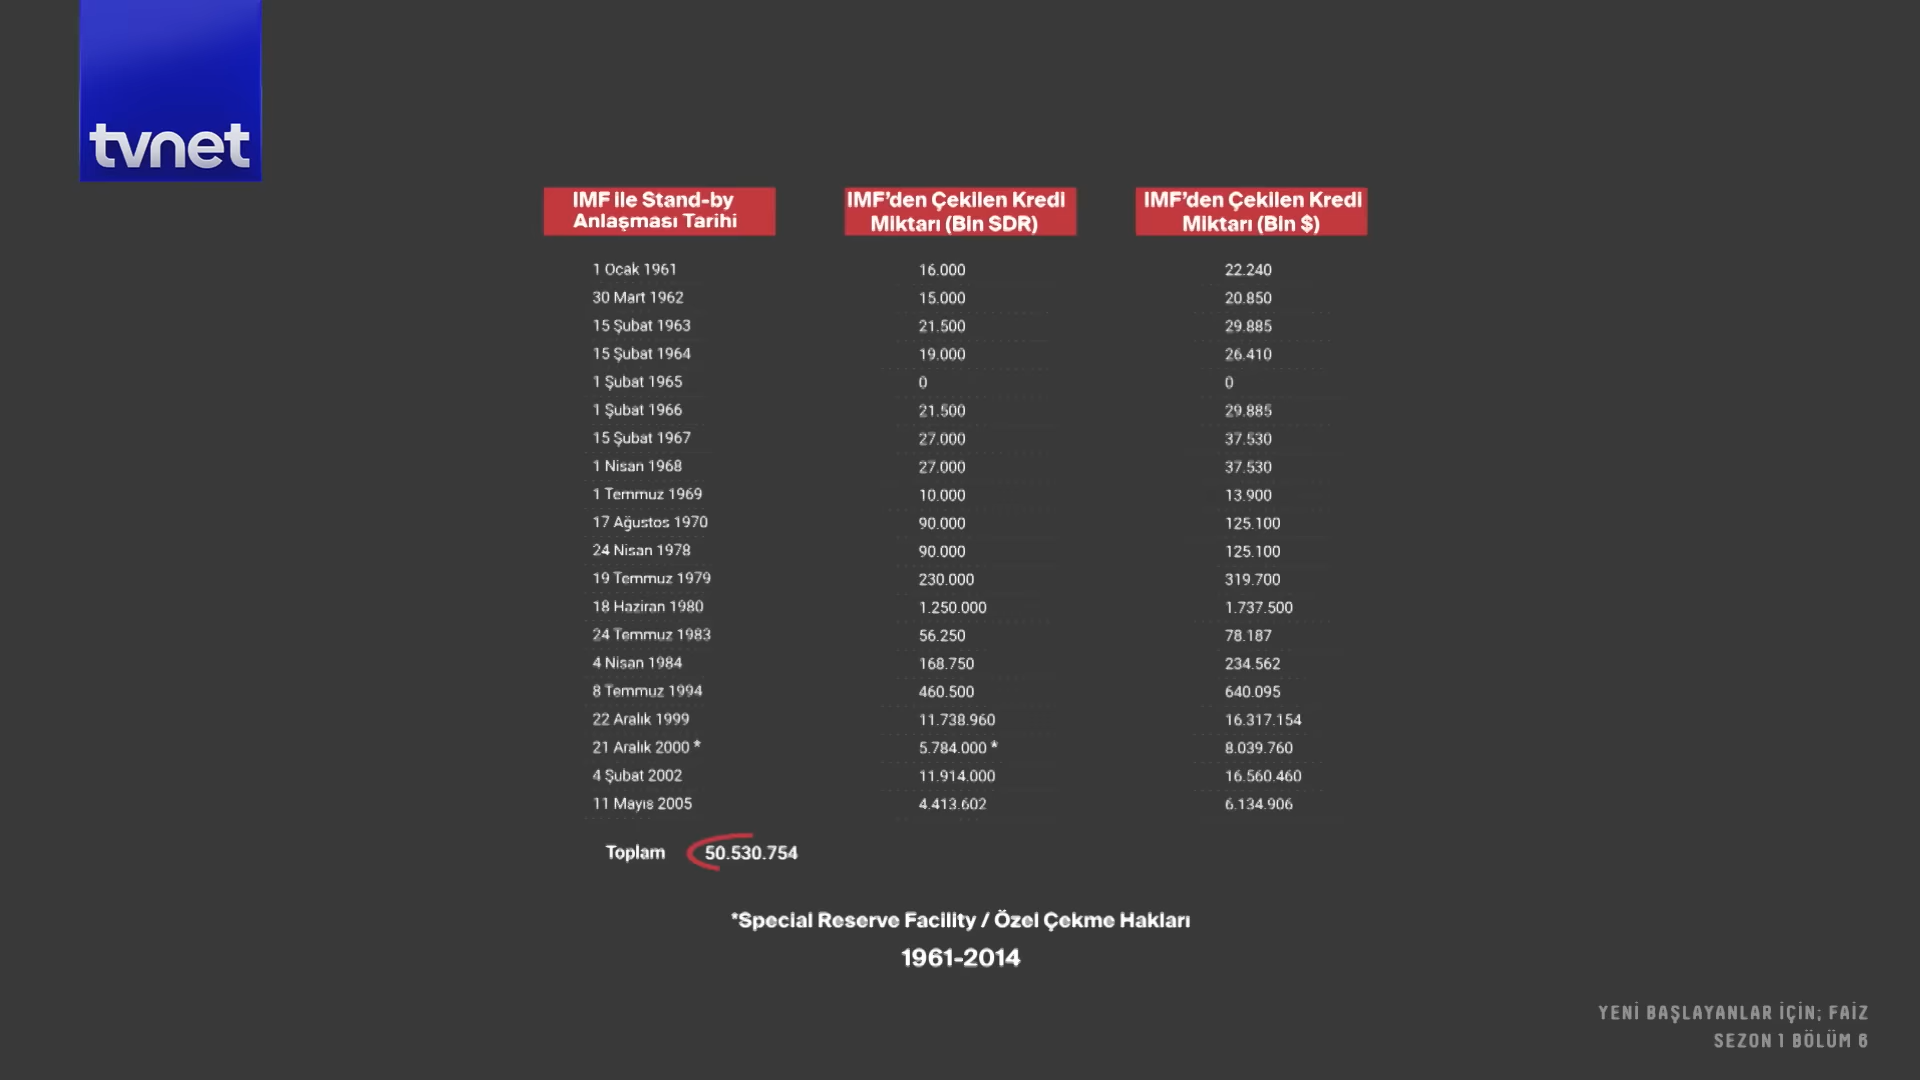 tvnet
IMF ile Stand-by
Anlaşması Tarihi
IMF'den Çekilen Kredi
Miktarı (Bin SDR)
IMF'den Çekilen Kredi
Miktarı (Bin $)
1 Ocak 1961 16.000 22.240
30 Mart 1962 15.000 20.850
15 Şubat 1963 21.500 29.885
15 Şubat 1964 19.000 26.410
1 Şubat 1965 0 0
1 Şubat 1966 21.500 29.885
15 Şubat 1967 27.000 37.530
1 Nisan 1968 27.000 37.530
1 Temmuz 1969 10.000 13.900
17 Ağustos 1970 90.000 125.100
24 Nisan 1978 90.000 125.100
19 Temmuz 1979 230.000 319.700
18 Haziran 1980 1.250.000 1.737.500
24 Temmuz 1983 56.250 78.187
4 Nisan 1984 168.750 234.562
8 Temmuz 1994 460.500 640.095
22 Aralık 1999 11.738.960 16.317.154
21 Aralık 2000 * 5.784.000 * 8.039.760
4 Şubat 2002 11.914.000 16.560.460
11 Mayıs 2005 4.413.602 6.134.906
Toplam 50.530.754
*Special Reserve Facility / Özel Çekme Hakları
1961-2014
YENİ BAŞLAYANLAR İÇİN; FAİZ
SEZON 1 BÖLÜM 6